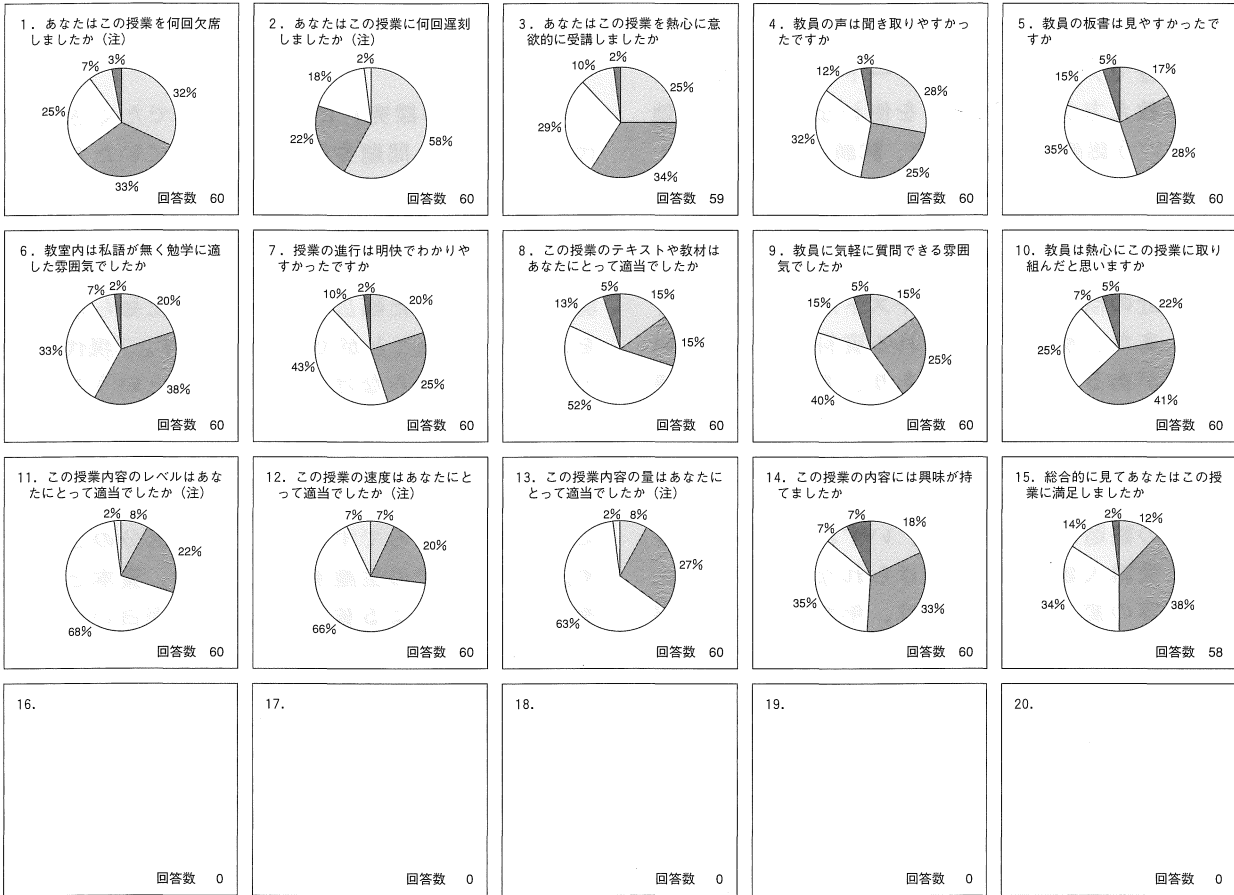 1．あなたはこの授業を何回欠席
しましたか（注）
3%
7%
32%
25%
33%
回答数 60
2．あなたはこの授業に何回遅刻
しましたか（注）
2%
18%
22%
58%
回答数 60
3．あなたはこの授業を熱心に意
欲的に受講しましたか
2%
10%
25%
29%
34%
回答数 59
4．教員の声は聞き取りやすかっ
たですか
3%
12%
28%
32%
25%
回答数 60
5．教員の板書は見やすかったで
すか
5%
15%
17%
35%
28%
回答数 60
6．教室内は私語が無く勉学に適
した雰囲気でしたか
2%
7%
20%
33%
38%
回答数 60
7．授業の進行は明快でわかりや
すかったですか
2%
10%
20%
43%
25%
回答数 60
8．この授業のテキストや教材は
あなたにとって適当でしたか
5%
13%
15%
15%
52%
回答数 60
9．教員に気軽に質問できる雰囲
気でしたか
5%
15%
15%
25%
40%
回答数 60
10．教員は熱心にこの授業に取り
組んだと思いますか
5%
7%
22%
25%
41%
回答数 60
11．この授業内容のレベルはあな
たにとって適当でしたか（注）
2%
8%
22%
68%
回答数 60
12．この授業の速度はあなたにと
って適当でしたか（注）
7%
7%
20%
66%
回答数 60
13．この授業内容の量はあなたに
とって適当でしたか（注）
2%
8%
27%
63%
回答数 60
14．この授業の内容には興味が持
てましたか
7%
7%
18%
35%
33%
回答数 60
15．総合的に見てあなたはこの授
業に満足しましたか
2%
14%
12%
34%
38%
回答数 58
16．
回答数 0
17．
回答数 0
18．
回答数 0
19．
回答数 0
20．
回答数 0